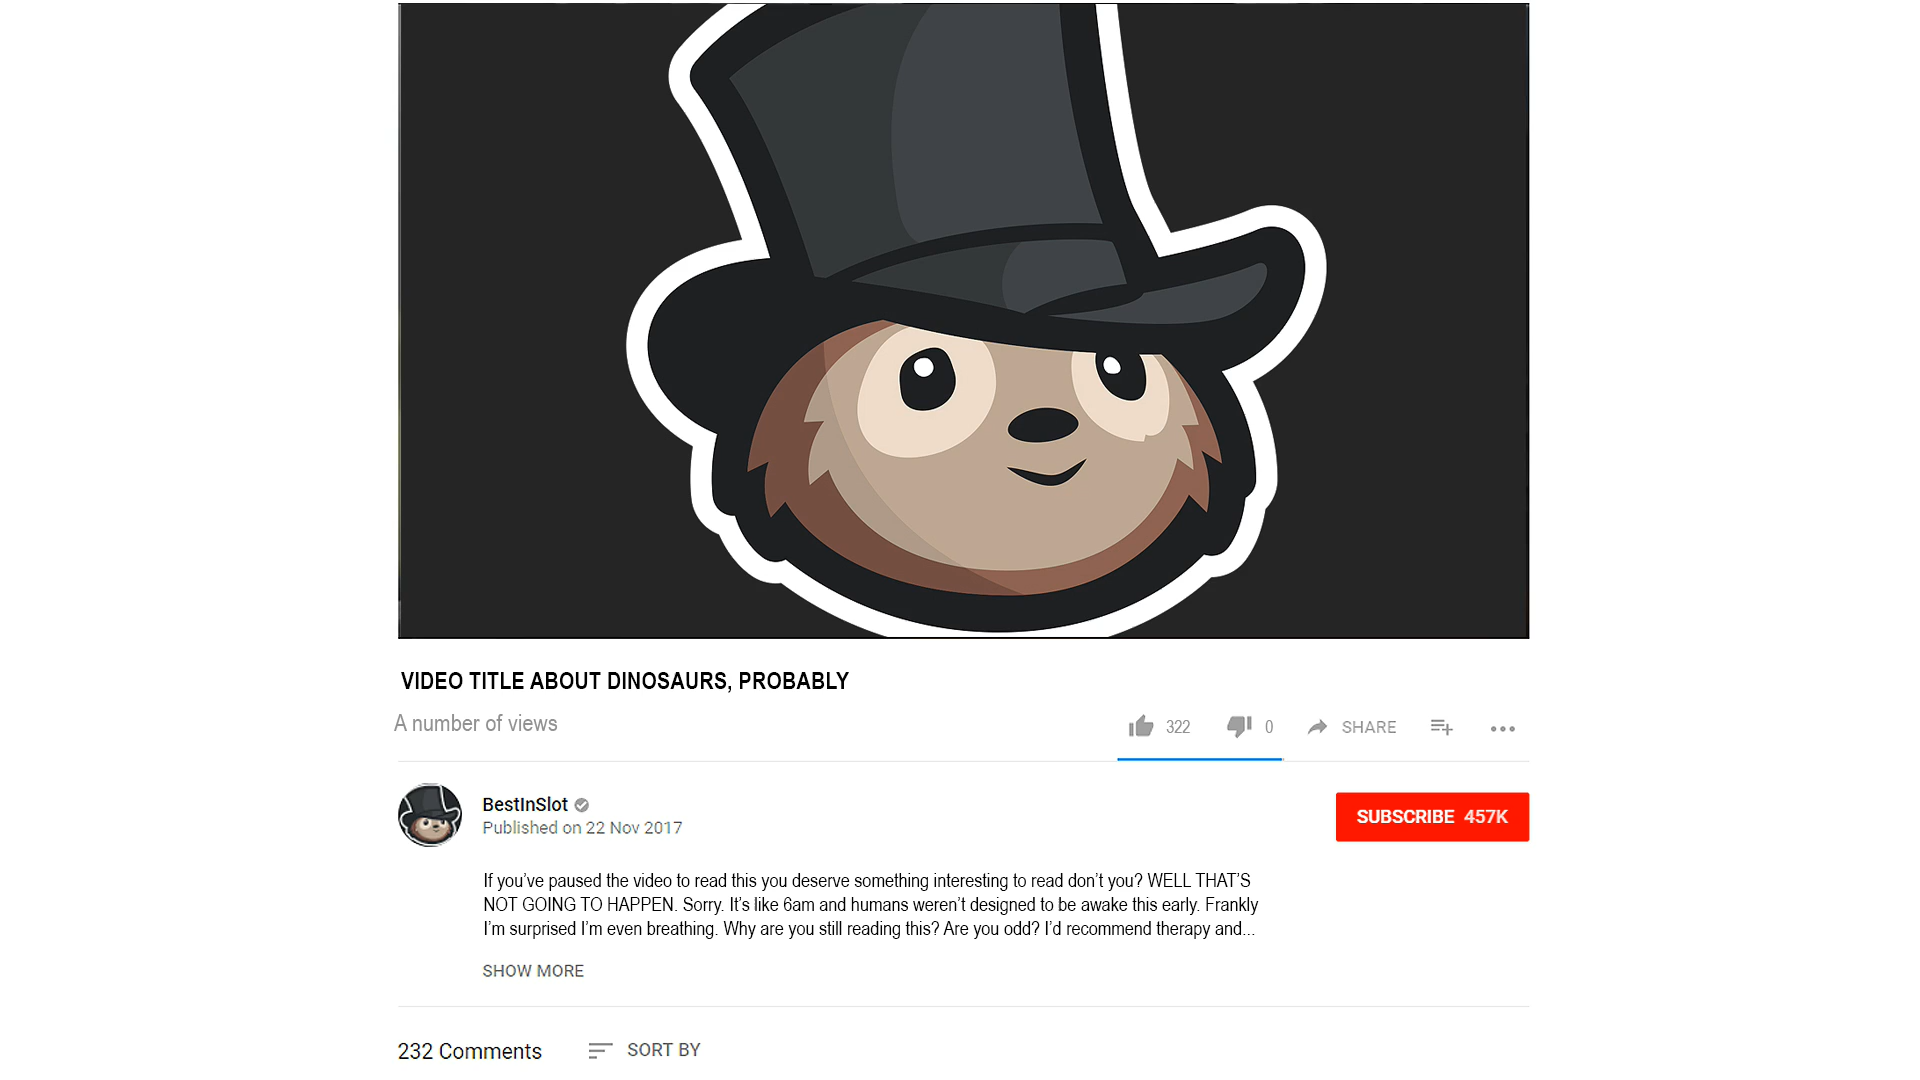 VIDEO TITLE ABOUT DINOSAURS, PROBABLY
A number of views
322
0
SHARE
BestInSlot
Published on 22 Nov 2017
SUBSCRIBE 457K
If you’ve paused the video to read this you deserve something interesting to read don’t you? WELL THAT’S
NOT GOING TO HAPPEN. Sorry. It’s like 6am and humans weren’t designed to be awake this early. Frankly
I’m surprised I’m even breathing. Why are you still reading this? Are you odd? I’d recommend therapy and...
SHOW MORE
232 Comments
SORT BY